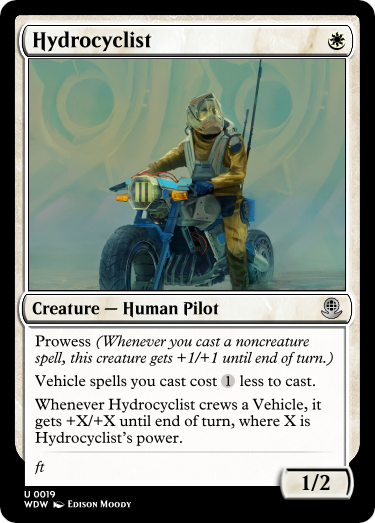 Hydrocyclist
Creature — Human Pilot
Prowess (Whenever you cast a noncreature
spell, this creature gets +1/+1 until end of turn.)
Vehicle spells you cast cost 1 less to cast.
Whenever Hydrocyclist crews a Vehicle, it
gets +X/+X until end of turn, where X is
Hydrocyclist's power.
ft
1/2
U 0019
WDW Edison Moody